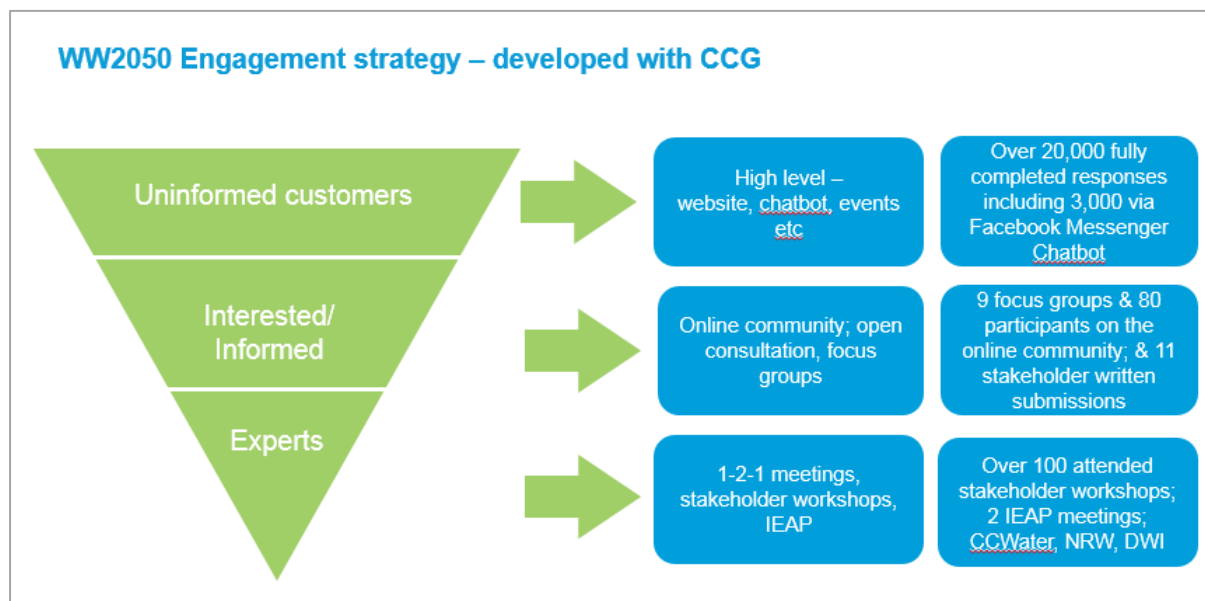 WW2050 Engagement strategy – developed with CCG
Uninformed customers
High level –
website, chatbot, events
etc
Over 20,000 fully
completed responses
including 3,000 via
Facebook Messenger
Chatbot
Interested/
Informed
Online community; open
consultation, focus
groups
9 focus groups & 80
participants on the
online community; & 11
stakeholder written
submissions
Experts
1-2-1 meetings,
stakeholder workshops,
IEAP
Over 100 attended
stakeholder workshops;
2 IEAP meetings;
CCWater, NRW, DWI